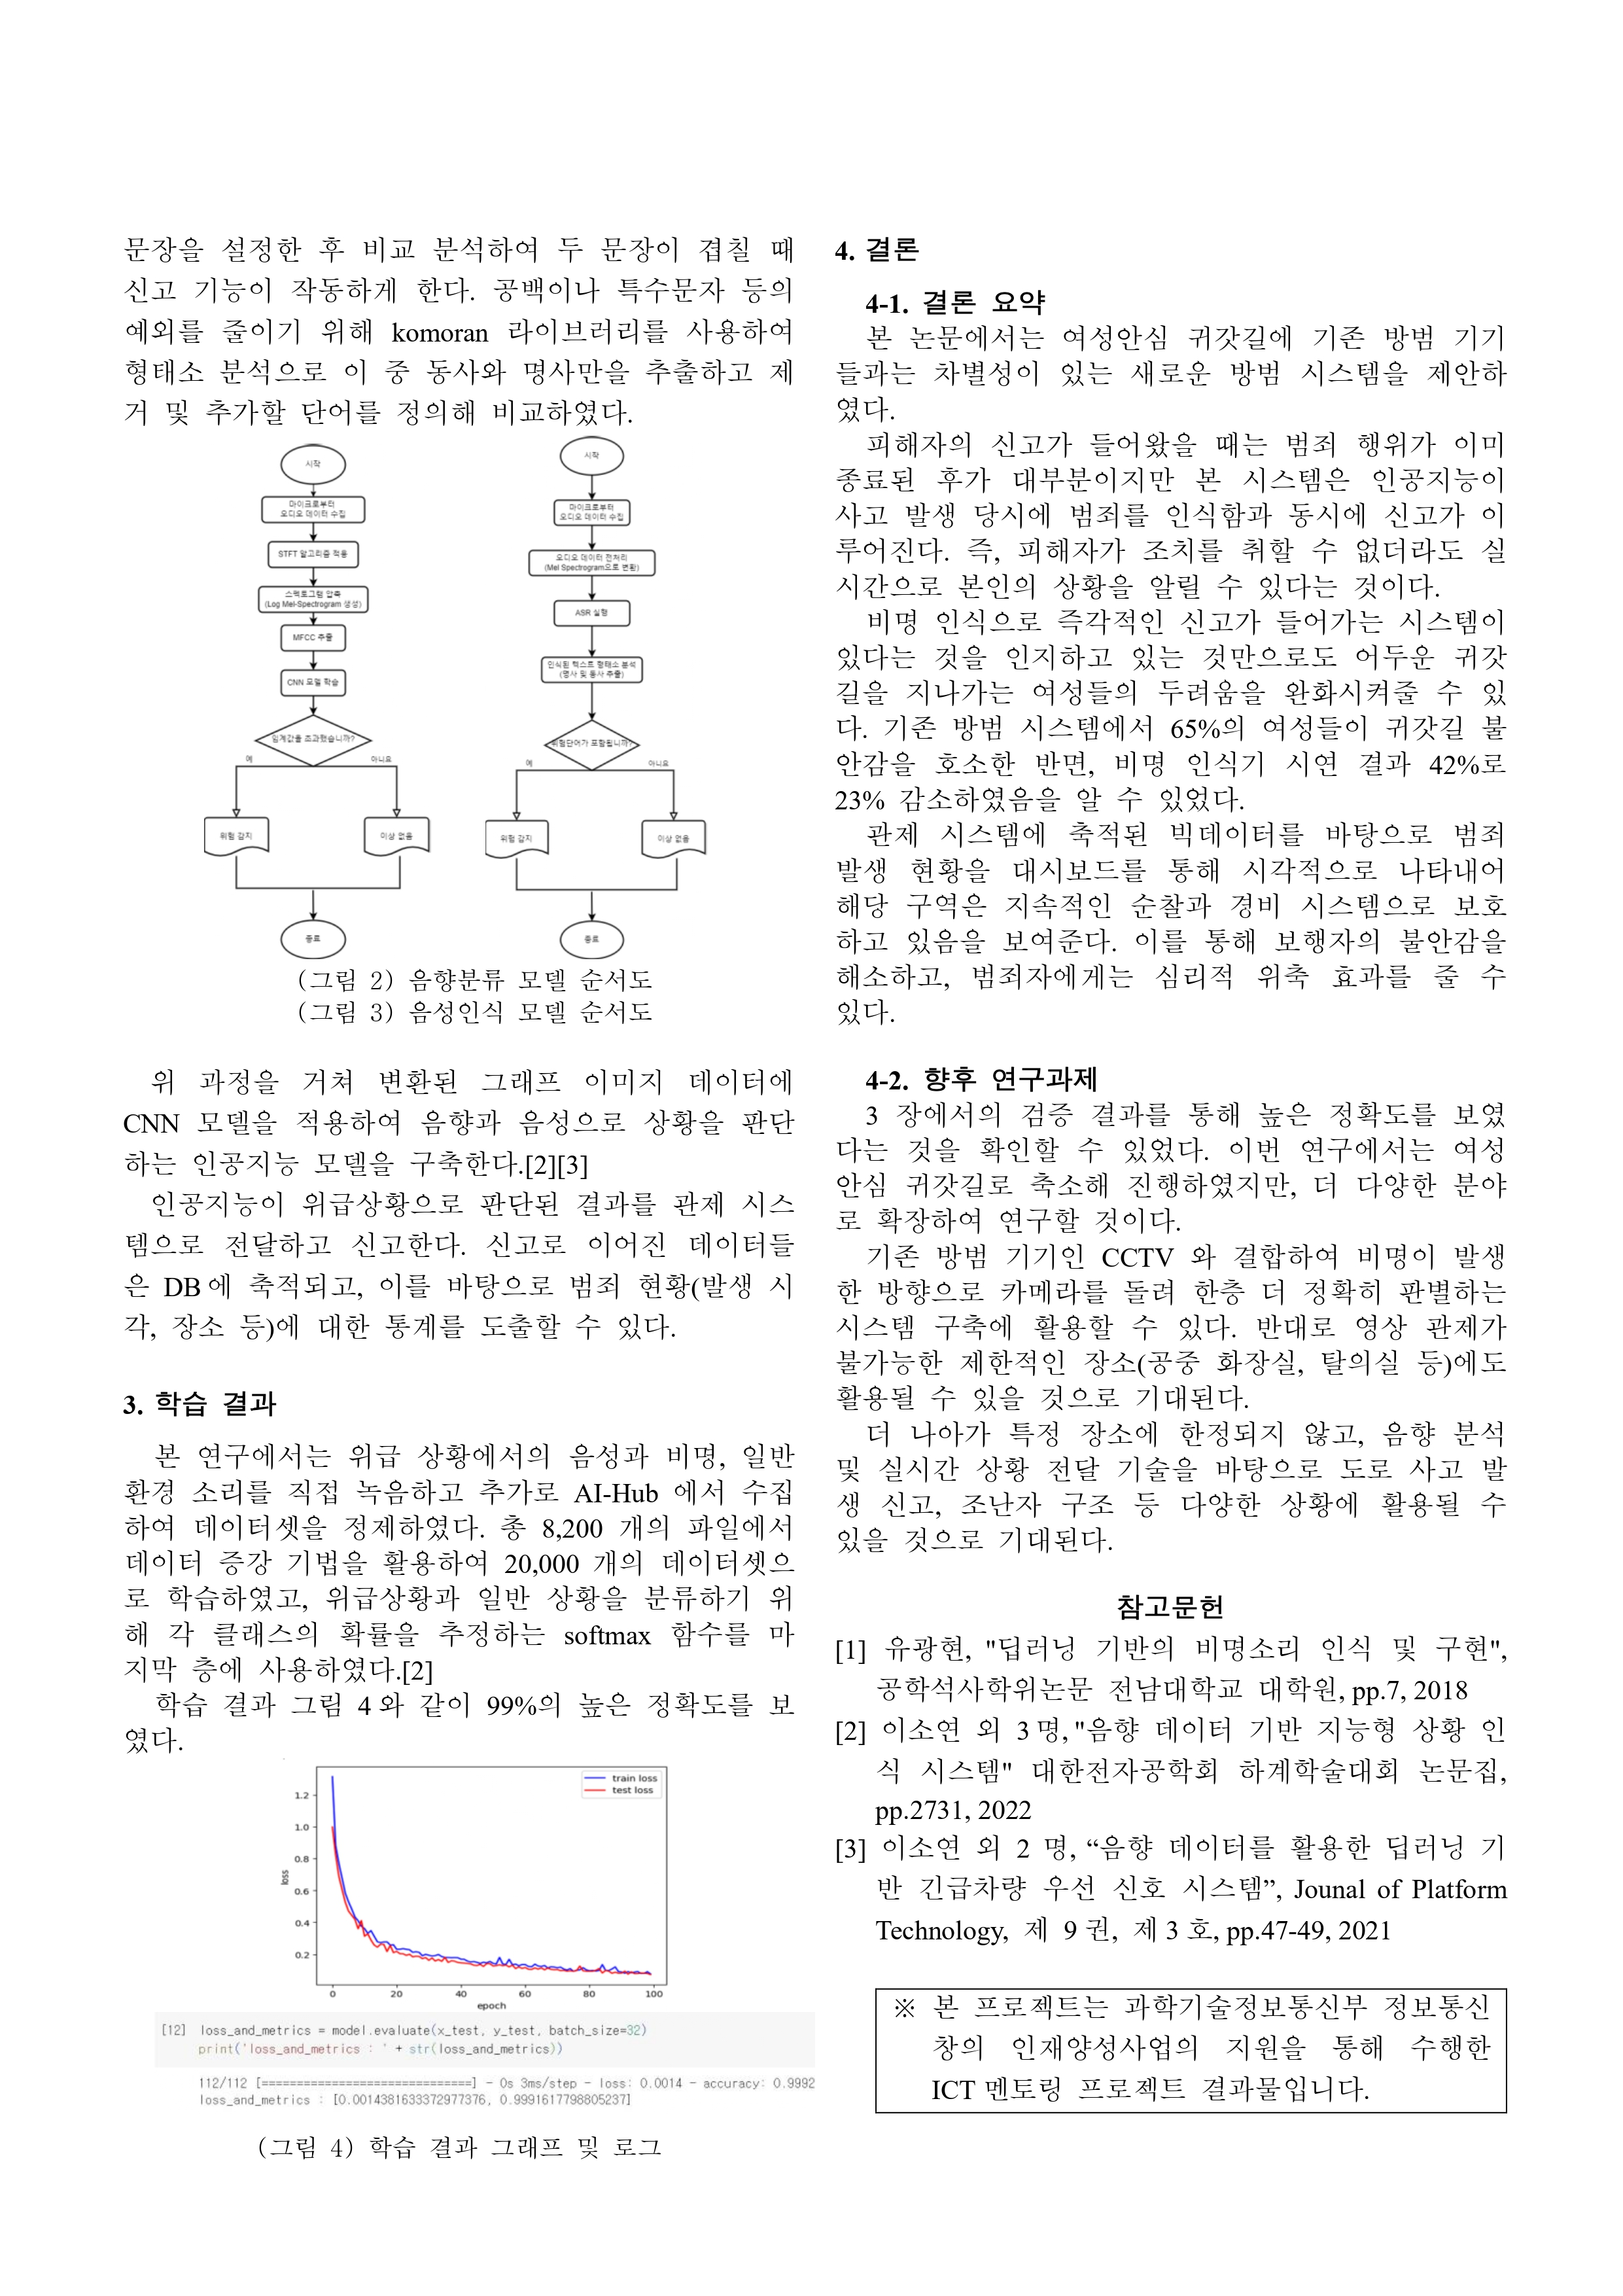 문장을 설정한 후 비교 분석하여 두 문장이 겹칠 때
신고 기능이 작동하게 한다. 공백이나 특수문자 등의
예외를 줄이기 위해 komoran 라이브러리를 사용하여
형태소 분석으로 이 중 동사와 명사만을 추출하고 제
거 및 추가할 단어를 정의해 비교하였다.
시작
마이크로부터
오디오 데이터 수집
STFT 알고리즘 적용
스펙트로그램 압축
(Log Mel-Spectrogram 생성)
MFCC 추출
CNN 모델 학습
임계값을 초과했습니까?
예
아니요
위험 감지
이상 없음
종료
시작
마이크로부터
오디오 데이터 수집
오디오 데이터 전처리
(Mel Spectrogram으로 변환)
ASR 실행
인식된 텍스트 형태소 분석
(명사 및 동사 추출)
위험단어가 포함됩니까?
예
아니요
위험 감지
이상 없음
종료
(그림 2) 음향분류 모델 순서도
(그림 3) 음성인식 모델 순서도
위 과정을 거쳐 변환된 그래프 이미지 데이터에
CNN 모델을 적용하여 음향과 음성으로 상황을 판단
하는 인공지능 모델을 구축한다.[2][3]
인공지능이 위급상황으로 판단된 결과를 관제 시스
템으로 전달하고 신고한다. 신고로 이어진 데이터들
은 DB에 축적되고, 이를 바탕으로 범죄 현황(발생 시
각, 장소 등)에 대한 통계를 도출할 수 있다.
3. 학습 결과
본 연구에서는 위급 상황에서의 음성과 비명, 일반
환경 소리를 직접 녹음하고 추가로 AI-Hub 에서 수집
하여 데이터셋을 정제하였다. 총 8,200 개의 파일에서
데이터 증강 기법을 활용하여 20,000 개의 데이터셋으
로 학습하였고, 위급상황과 일반 상황을 분류하기 위
해 각 클래스의 확률을 추정하는 softmax 함수를 마
지막 층에 사용하였다.[2]
학습 결과 그림 4와 같이 99%의 높은 정확도를 보
였다.
train loss
test loss
1.2
1.0
0.8
0.6
0.4
0.2
loss
0 20 40 60 80 100
epoch
[12] loss_and_metrics = model.evaluate(x_test, y_test, batch_size=32)
print('loss_and_metrics : ' + str(loss_and_metrics))
112/112 [==============================] - 0s 3ms/step - loss: 0.0014 - accuracy: 0.9992
loss_and_metrics : [0.0014381633372977376, 0.9991617798805237]
(그림 4) 학습 결과 그래프 및 로그
4. 결론
4-1. 결론 요약
본 논문에서는 여성안심 귀갓길에 기존 방범 기기
들과는 차별성이 있는 새로운 방범 시스템을 제안하
였다.
피해자의 신고가 들어왔을 때는 범죄 행위가 이미
종료된 후가 대부분이지만 본 시스템은 인공지능이
사고 발생 당시에 범죄를 인식함과 동시에 신고가 이
루어진다. 즉, 피해자가 조치를 취할 수 없더라도 실
시간으로 본인의 상황을 알릴 수 있다는 것이다.
비명 인식으로 즉각적인 신고가 들어가는 시스템이
있다는 것을 인지하고 있는 것만으로도 어두운 귀갓
길을 지나가는 여성들의 두려움을 완화시켜줄 수 있
다. 기존 방범 시스템에서 65%의 여성들이 귀갓길 불
안감을 호소한 반면, 비명 인식기 시연 결과 42%로
23% 감소하였음을 알 수 있었다.
관제 시스템에 축적된 빅데이터를 바탕으로 범죄
발생 현황을 대시보드를 통해 시각적으로 나타내어
해당 구역은 지속적인 순찰과 경비 시스템으로 보호
하고 있음을 보여준다. 이를 통해 보행자의 불안감을
해소하고, 범죄자에게는 심리적 위축 효과를 줄 수
있다.
4-2. 향후 연구과제
3 장에서의 검증 결과를 통해 높은 정확도를 보였
다는 것을 확인할 수 있었다. 이번 연구에서는 여성
안심 귀갓길로 축소해 진행하였지만, 더 다양한 분야
로 확장하여 연구할 것이다.
기존 방범 기기인 CCTV 와 결합하여 비명이 발생
한 방향으로 카메라를 돌려 한층 더 정확히 판별하는
시스템 구축에 활용할 수 있다. 반대로 영상 관제가
불가능한 제한적인 장소(공중 화장실, 탈의실 등)에도
활용될 수 있을 것으로 기대된다.
더 나아가 특정 장소에 한정되지 않고, 음향 분석
및 실시간 상황 전달 기술을 바탕으로 도로 사고 발
생 신고, 조난자 구조 등 다양한 상황에 활용될 수
있을 것으로 기대된다.
참고문헌
[1] 유광현, "딥러닝 기반의 비명소리 인식 및 구현",
공학석사학위논문 전남대학교 대학원, pp.7, 2018
[2] 이소연 외 3명,"음향 데이터 기반 지능형 상황 인
식 시스템" 대한전자공학회 하계학술대회 논문집,
pp.2731, 2022
[3] 이소연 외 2 명, “음향 데이터를 활용한 딥러닝 기
반 긴급차량 우선 신호 시스템”, Jounal of Platform
Technology, 제 9권, 제3호, pp.47-49, 2021
※ 본 프로젝트는 과학기술정보통신부 정보통신
창의 인재양성사업의 지원을 통해 수행한
ICT멘토링 프로젝트 결과물입니다.